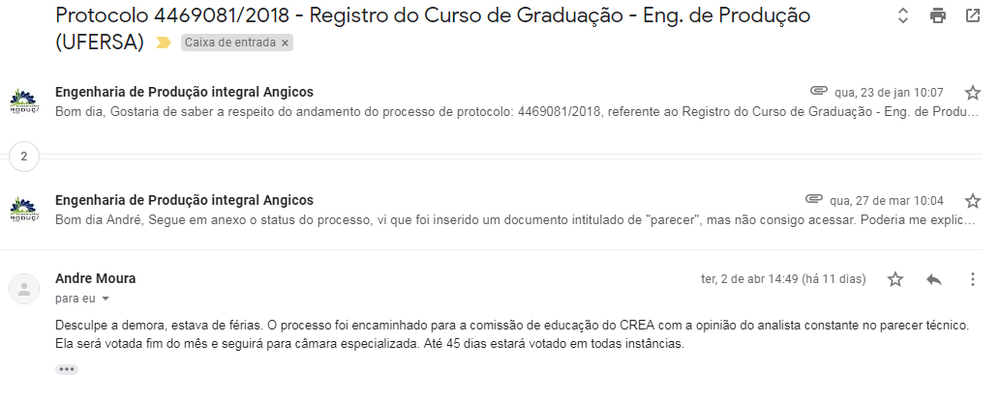 Protocolo 4469081/2018 - Registro do Curso de Graduação - Eng. de Produção
(UFERSA) Caixa de entrada ×
Engenharia de Produção integral Angicos qua, 23 de jan 10:07
Bom dia, Gostaria de saber a respeito do andamento do processo de protocolo: 4469081/2018, referente ao Registro do Curso de Graduação - Eng. de Produ...
2
Engenharia de Produção integral Angicos qua, 27 de mar 10:04
Bom dia André, Segue em anexo o status do processo, vi que foi inserido um documento intitulado de "parecer", mas não consigo acessar. Poderia me explic...
Andre Moura ter, 2 de abr 14:49 (há 11 dias)
para eu
Desculpe a demora, estava de férias. O processo foi encaminhado para a comissão de educação do CREA com a opinião do analista constante no parecer técnico.
Ela será votada fim do mês e seguirá para câmara especializada. Até 45 dias estará votado em todas instâncias.